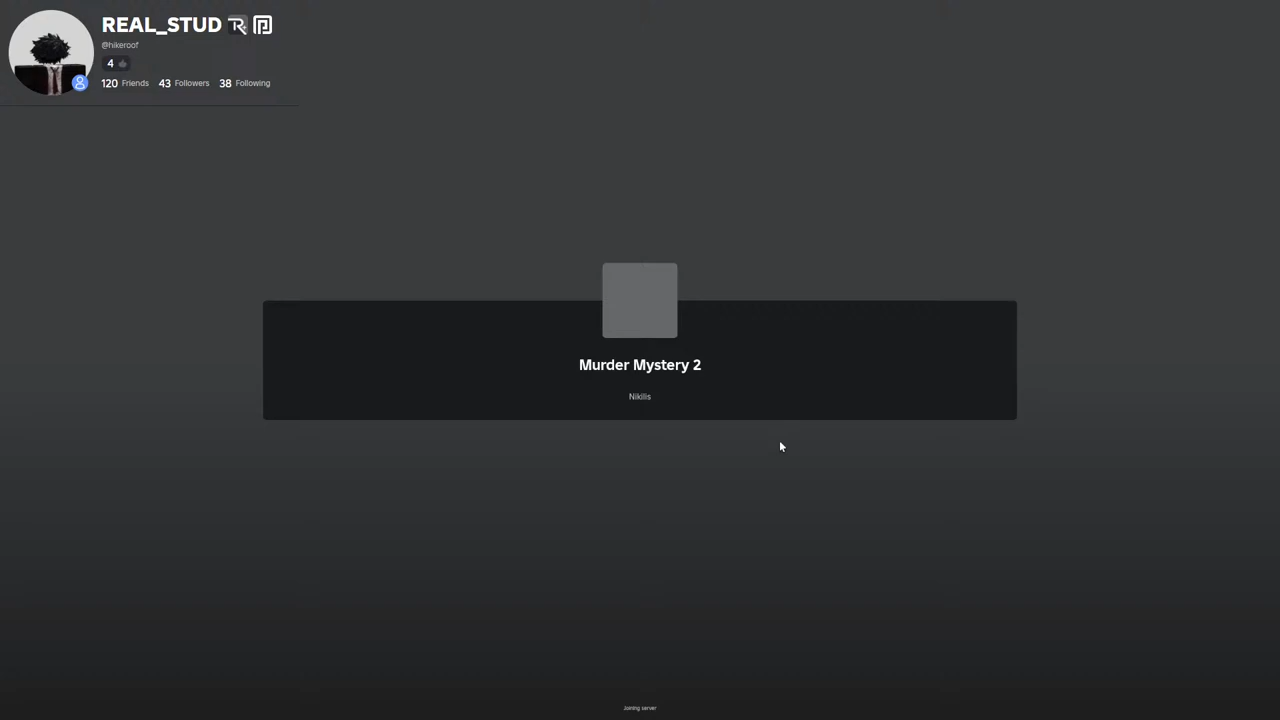 REAL_STUD
@hikeroof
4
120 Friends 43 Followers 38 Following
Murder Mystery 2
Nikilis
Joining server